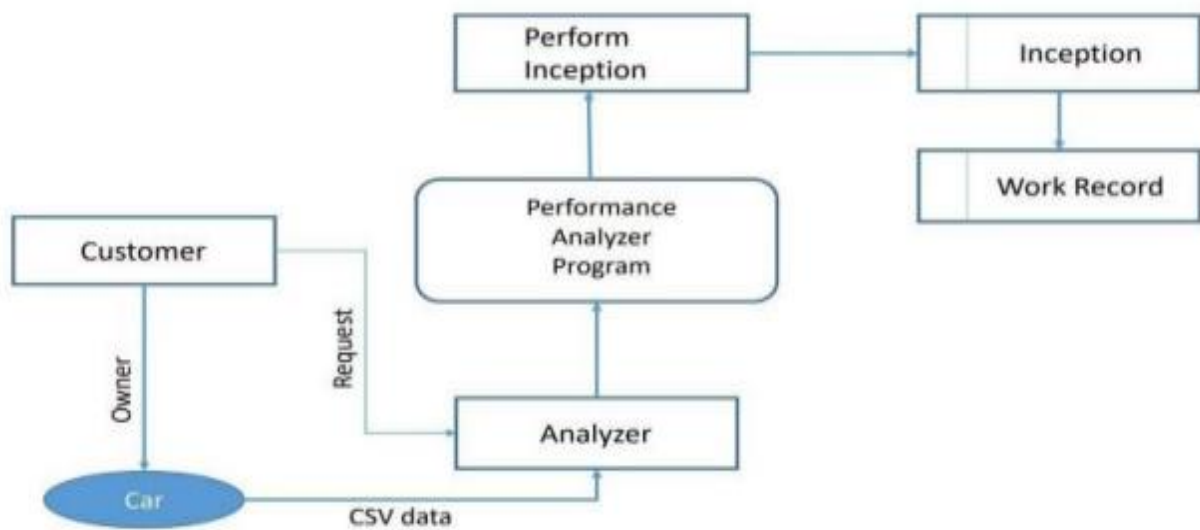 Perform
Inception
Inception
Work Record
Performance
Analyzer
Program
Customer
Owner
Request
Analyzer
Car
CSV data